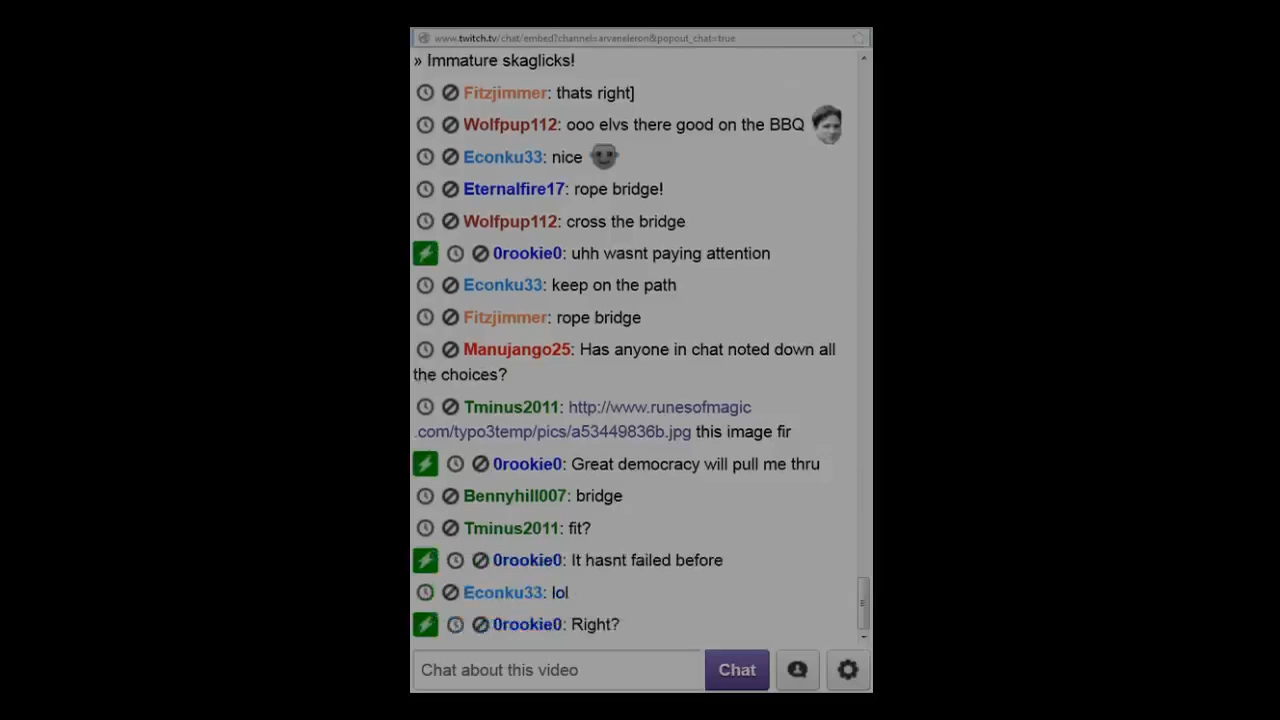 www.twitch.tv/chat/embed?channel=arveneleron&popout_chat=true
» Immature skaglicks!
Fitzjimmer: thats right]
Wolfpup112: ooo elvs there good on the BBQ
Econku33: nice
Eternalfire17: rope bridge!
Wolfpup112: cross the bridge
0rookie0: uhh wasnt paying attention
Econku33: keep on the path
Fitzjimmer: rope bridge
Manujango25: Has anyone in chat noted down all
the choices?
Tminus2011: http://www.runesofmagic
.com/typo3temp/pics/a53449836b.jpg this image fir
0rookie0: Great democracy will pull me thru
Bennyhill007: bridge
Tminus2011: fit?
0rookie0: It hasnt failed before
Econku33: lol
0rookie0: Right?
Chat about this video
Chat